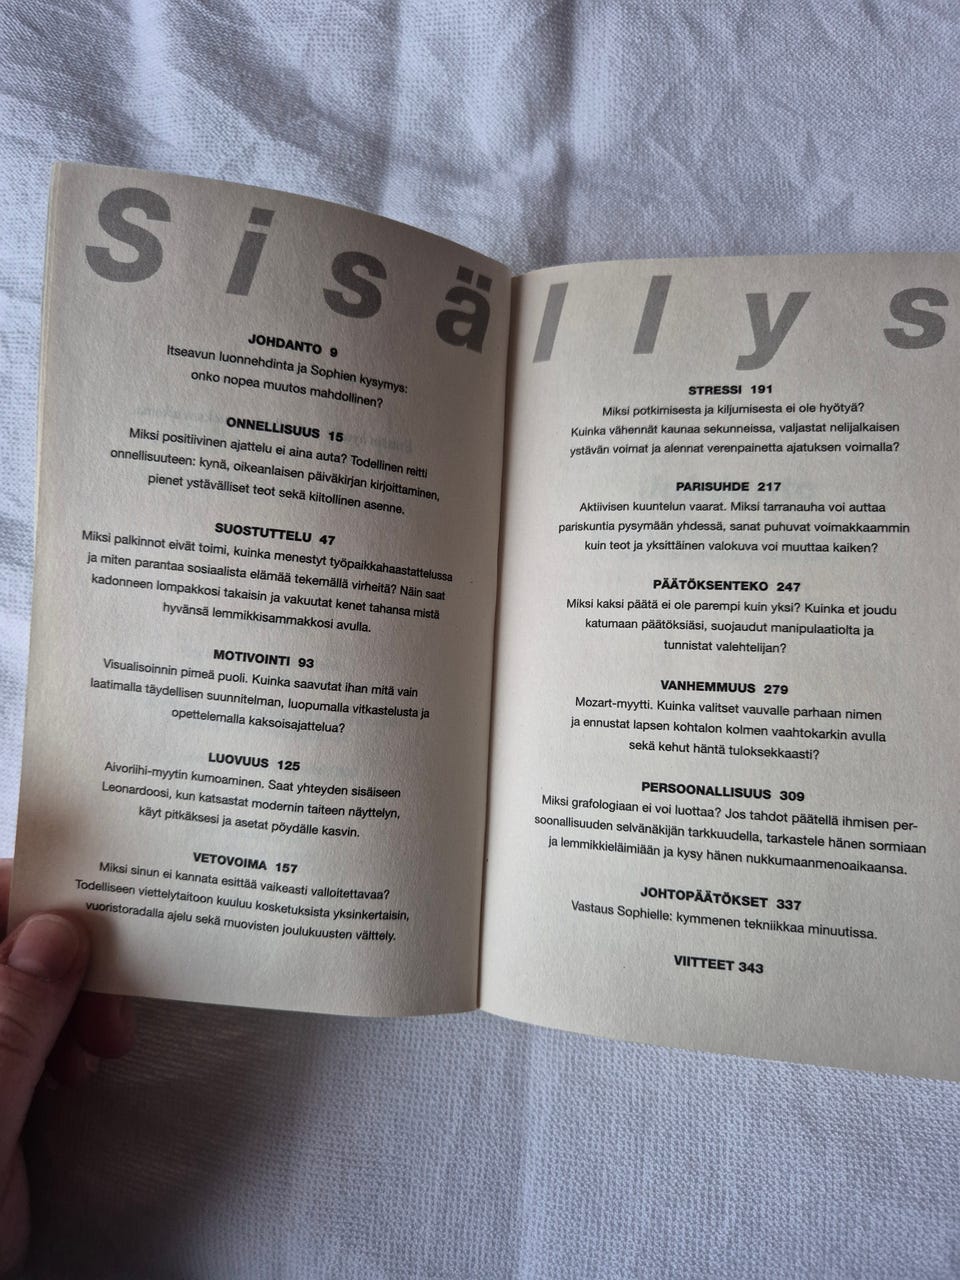 Sisällys
JOHDANTO 9
Itseavun luonnehdinta ja Sophien kysymys:
onko nopea muutos mahdollinen?
ONNELLISUUS 15
Miksi positiivinen ajattelu ei aina auta? Todellinen reitti
onnellisuuteen: kynä, oikeanlaisen päiväkirjan kirjoittaminen,
pienet ystävälliset teot sekä kiitollinen asenne.
SUOSTUTTELU 47
Miksi palkinnot eivät toimi, kuinka menestyt työpaikkahaastattelussa
ja miten parantaa sosiaalista elämää tekemällä virheitä? Näin saat
kadonneen lompakkosi takaisin ja vakuutat kenet tahansa mistä
hyvänsä lemmikkisammakkosi avulla.
MOTIVOINTI 93
Visualisoinnin pimeä puoli. Kuinka saavutat ihan mitä vain
laatimalla täydellisen suunnitelman, luopumalla vitkastelusta ja
opettelemalla kaksoisajattelua?
LUOVUUS 125
Aivoriihi-myytin kumoaminen. Saat yhteyden sisäiseen
Leonardoosi, kun katsastat modernin taiteen näyttelyn,
käyt pitkäksesi ja asetat pöydälle kasvin.
VETOVOIMA 157
Miksi sinun ei kannata esittää vaikeasti valloitettavaa?
Todelliseen viettelytaitoon kuuluu kosketuksista yksinkertaisin,
vuoristoradalla ajelu sekä muovisten joulukuusten välttely.
STRESSI 191
Miksi potkimisesta ja kiljumisesta ei ole hyötyä?
Kuinka vähennät kaunaa sekunneissa, valjastat nelijalkaisen
ystävän voimat ja alennat verenpainetta ajatuksen voimalla?
PARISUHDE 217
Aktiivisen kuuntelun vaarat. Miksi tarranauha voi auttaa
pariskuntia pysymään yhdessä, sanat puhuvat voimakkaammin
kuin teot ja yksittäinen valokuva voi muuttaa kaiken?
PÄÄTÖKSENTEKO 247
Miksi kaksi päätä ei ole parempi kuin yksi? Kuinka et joudu
katumaan päätöksiäsi, suojaudut manipulaatiolta ja
tunnistat valehtelijan?
VANHEMMUUS 279
Mozart-myytti. Kuinka valitset vauvalle parhaan nimen
ja ennustat lapsen kohtalon kolmen vaahtokarkin avulla
sekä kehut häntä tuloksekkaasti?
PERSOONALLISUUS 309
Miksi grafologiaan ei voi luottaa? Jos tahdot päätellä ihmisen per-
soonallisuuden selvänäkijän tarkkuudella, tarkastele hänen sormiaan
ja lemmikkieläimiään ja kysy hänen nukkumaanmenoaikaansa.
JOHTOPÄÄTÖKSET 337
Vastaus Sophielle: kymmenen tekniikkaa minuutissa.
VIITTEET 343